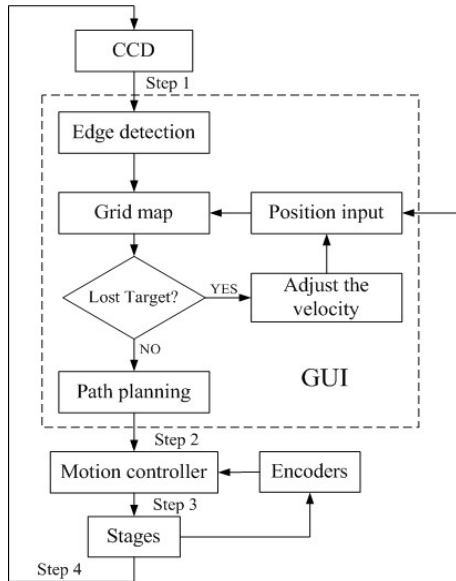 CCD
Step 1
Edge detection
Grid map
Position input
Lost Target?
YES
Adjust the
velocity
NO
Path planning
GUI
Step 2
Motion controller
Encoders
Step 3
Stages
Step 4